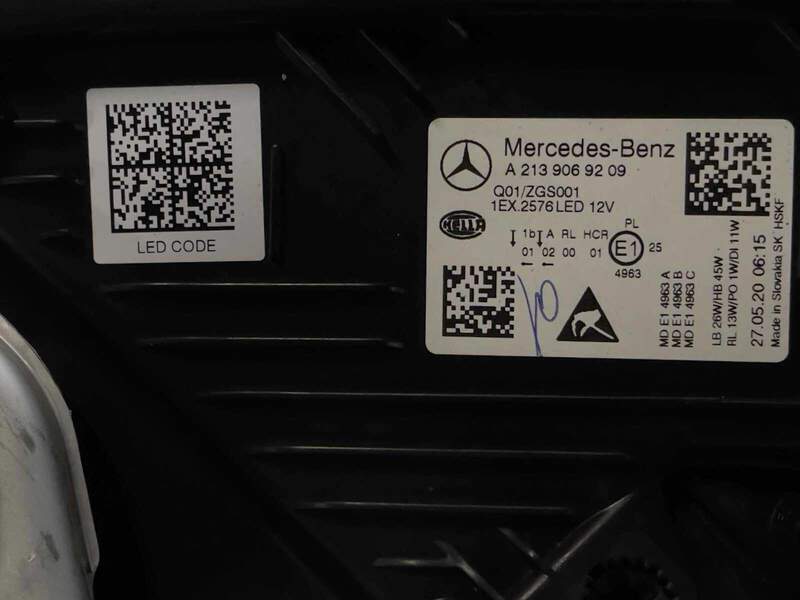 LED CODE
Mercedes-Benz
A 213 906 92 09
Q01/ZGS001
1EX.2576 LED 12V
HELLA
1b A RL HCR PL
01 02 00 01 E1 25
4963
MD E1 4963 A
MD E1 4963 B
MD E1 4963 C
LB 26W/HB 45W
RL 13W/PO 1W/DI 11W
27.05.20 06:15
Made in Slovakia SK HSKF